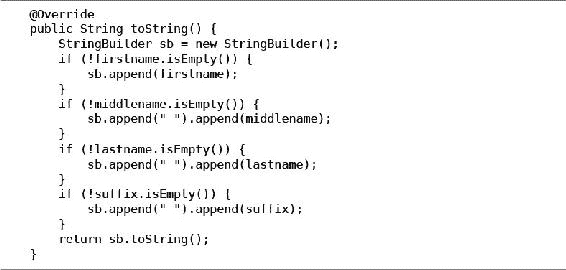 @Override
public String toString() {
    StringBuilder sb = new StringBuilder();
    if (!firstname.isEmpty()) {
        sb.append(firstname);
    }
    if (!middlename.isEmpty()) {
        sb.append(" ").append(middlename);
    }
    if (!lastname.isEmpty()) {
        sb.append(" ").append(lastname);
    }
    if (!suffix.isEmpty()) {
        sb.append(" ").append(suffix);
    }
    return sb.toString();
}